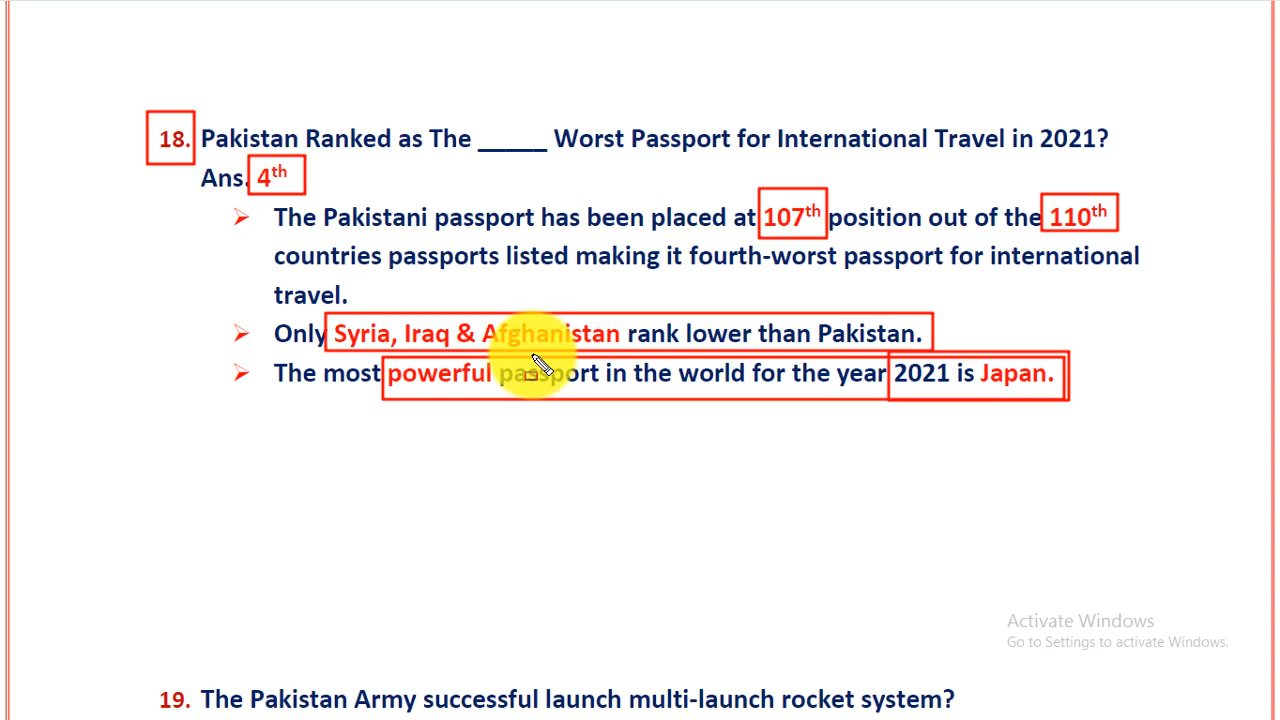 18. Pakistan Ranked as The _____ Worst Passport for International Travel in 2021?
Ans. 4th
The Pakistani passport has been placed at 107th position out of the 110th
countries passports listed making it fourth-worst passport for international
travel.
Only Syria, Iraq & Afghanistan rank lower than Pakistan.
The most powerful passport in the world for the year 2021 is Japan.
Activate Windows
Go to Settings to activate Windows.
19. The Pakistan Army successful launch multi-launch rocket system?